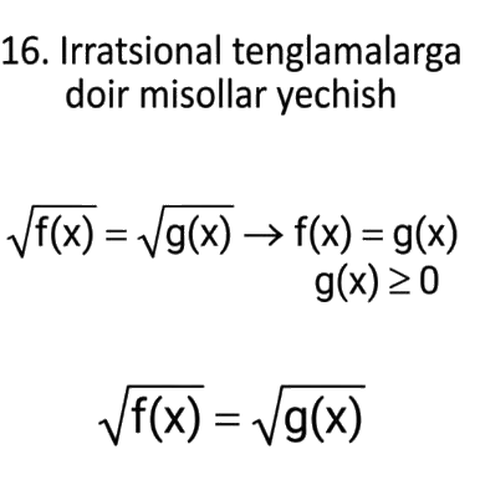 16. Irratsional tenglamalarga
doir misollar yechish
√f(x) = √g(x) → f(x) = g(x)
g(x) ≥ 0
√f(x) = √g(x)